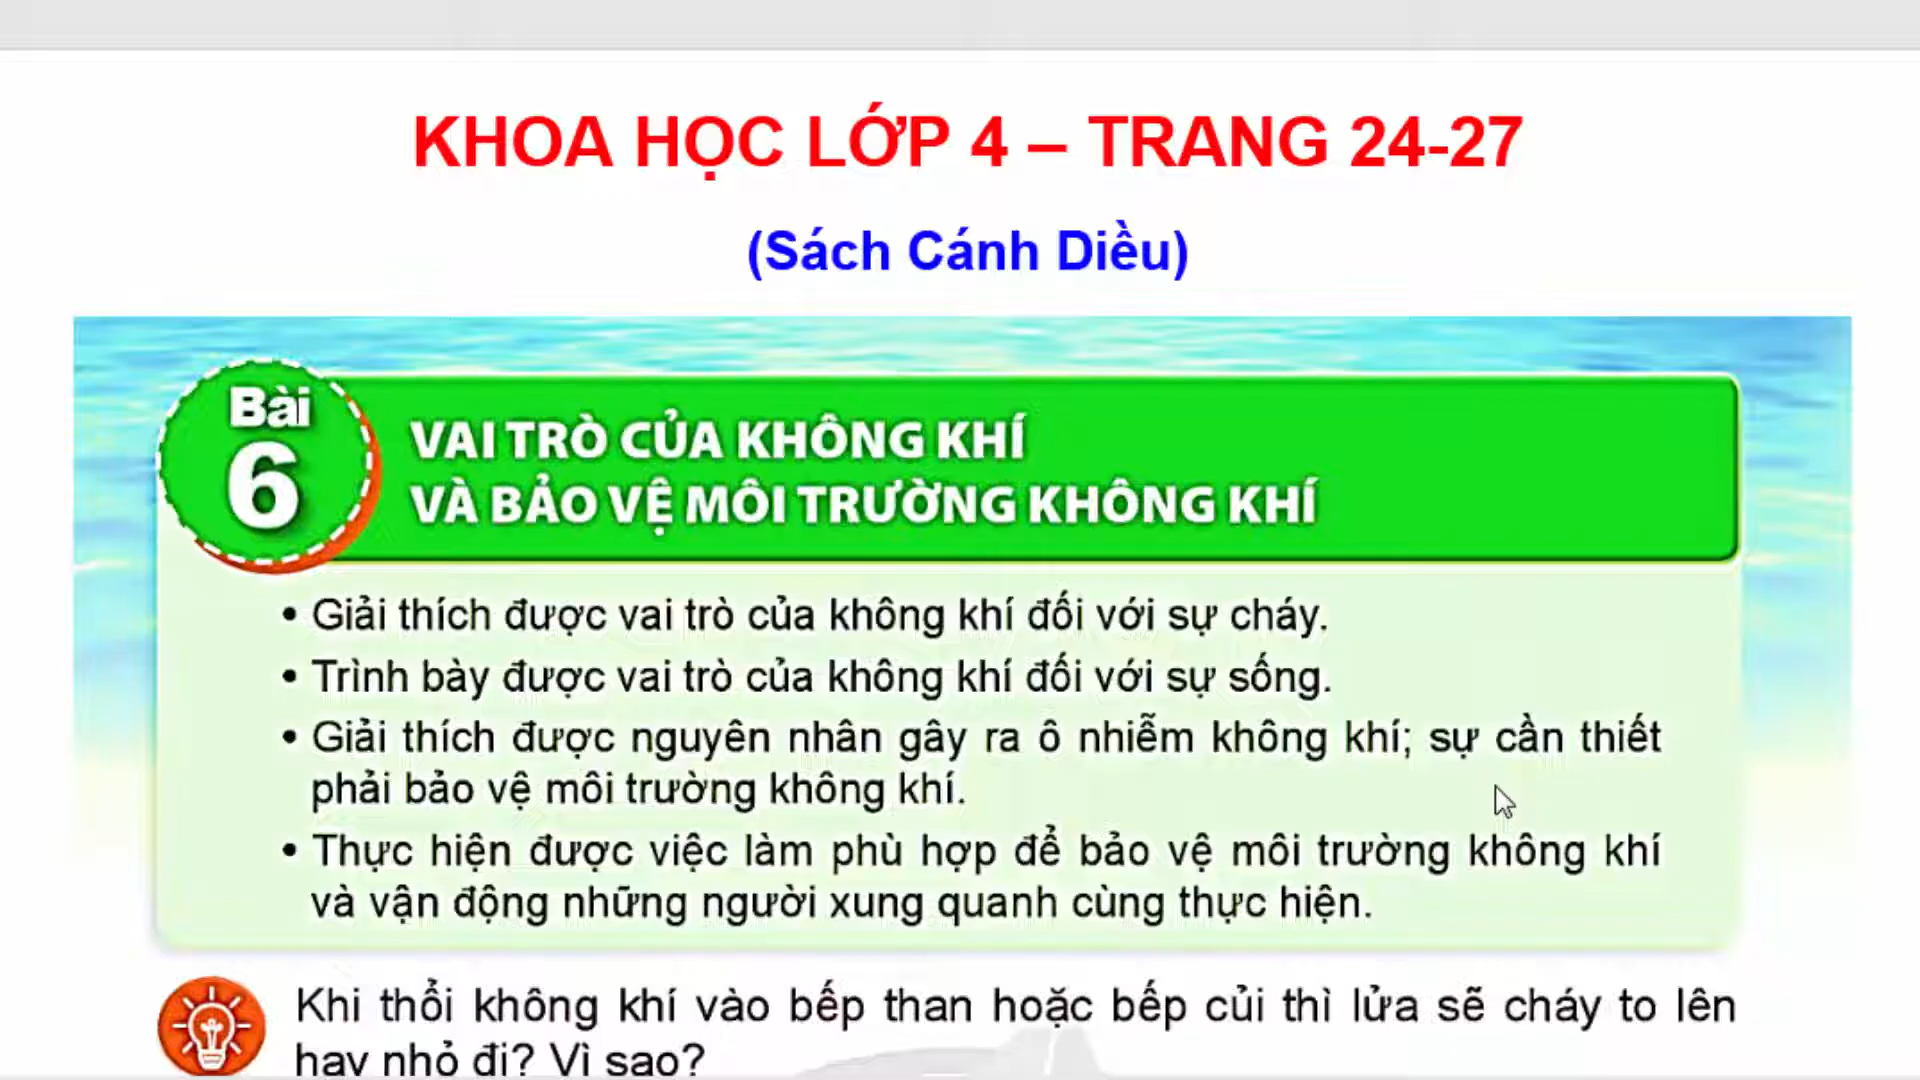 KHOA HỌC LỚP 4 – TRANG 24-27
(Sách Cánh Diều)
Bài
6
VAI TRÒ CỦA KHÔNG KHÍ
VÀ BẢO VỆ MÔI TRƯỜNG KHÔNG KHÍ
• Giải thích được vai trò của không khí đối với sự cháy.
• Trình bày được vai trò của không khí đối với sự sống.
• Giải thích được nguyên nhân gây ra ô nhiễm không khí; sự cần thiết
phải bảo vệ môi trường không khí.
• Thực hiện được việc làm phù hợp để bảo vệ môi trường không khí
và vận động những người xung quanh cùng thực hiện.
Khi thổi không khí vào bếp than hoặc bếp củi thì lửa sẽ cháy to lên
hay nhỏ đi? Vì sao?